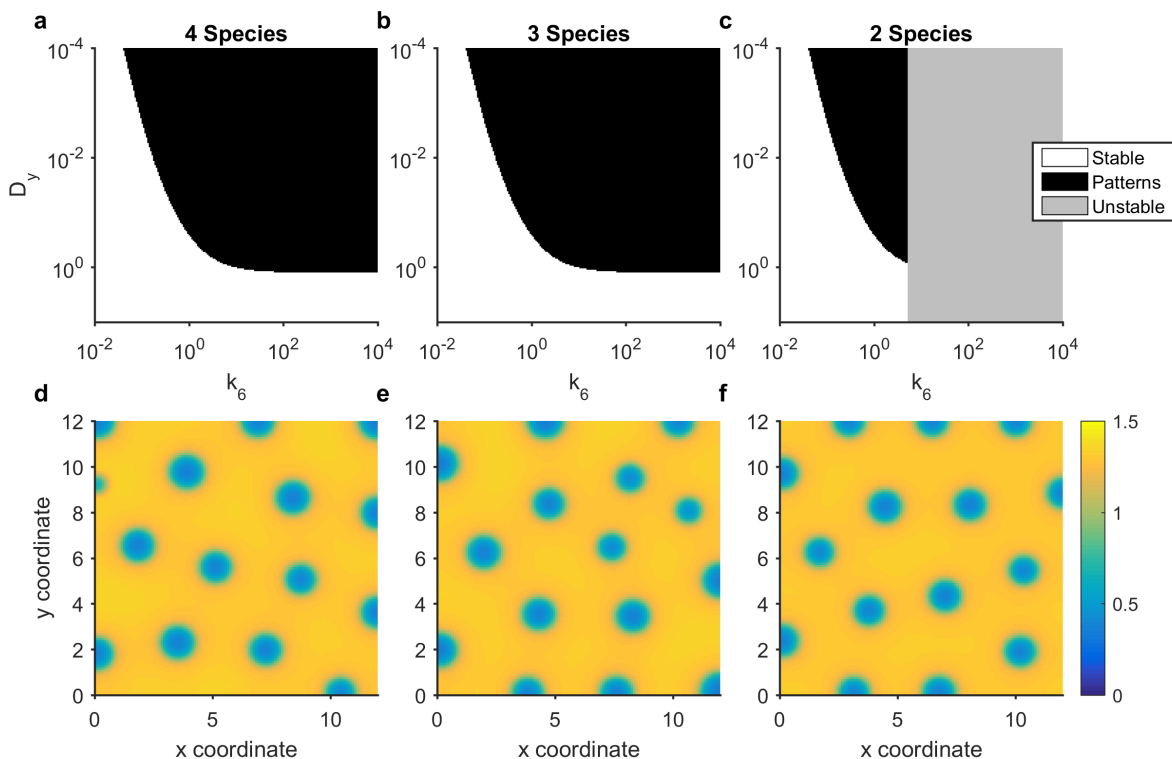 a
4 Species
b
3 Species
c
2 Species
10^-4
10^-2
10^0
D_y
10^-2
10^0
10^2
10^4
k_6
10^-4
10^-2
10^0
10^-2
10^0
10^2
10^4
k_6
10^-4
10^-2
10^0
10^-2
10^0
10^2
10^4
k_6
Stable
Patterns
Unstable
d
12
10
8
6
4
2
0
y coordinate
0
5
10
x coordinate
e
12
10
8
6
4
2
0
0
5
10
x coordinate
f
12
10
8
6
4
2
0
0
5
10
x coordinate
1.5
1
0.5
0